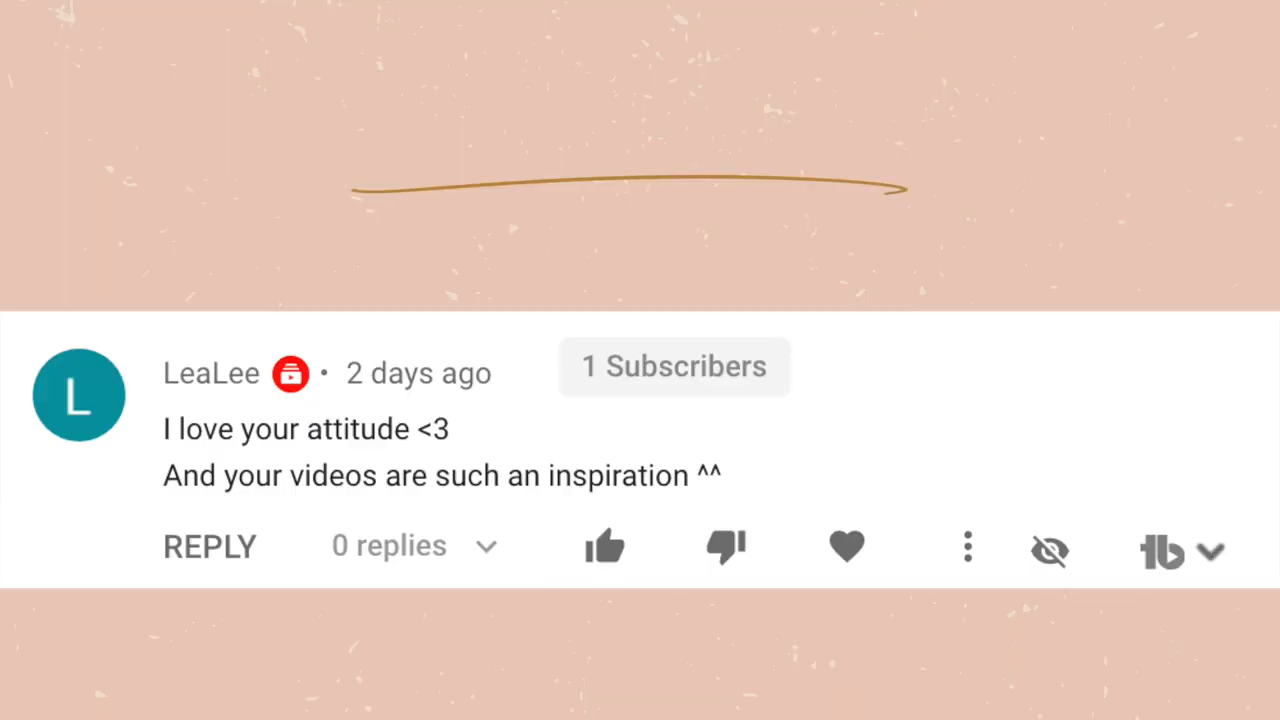 L
LeaLee • 2 days ago 1 Subscribers
I love your attitude <3
And your videos are such an inspiration ^^
REPLY 0 replies